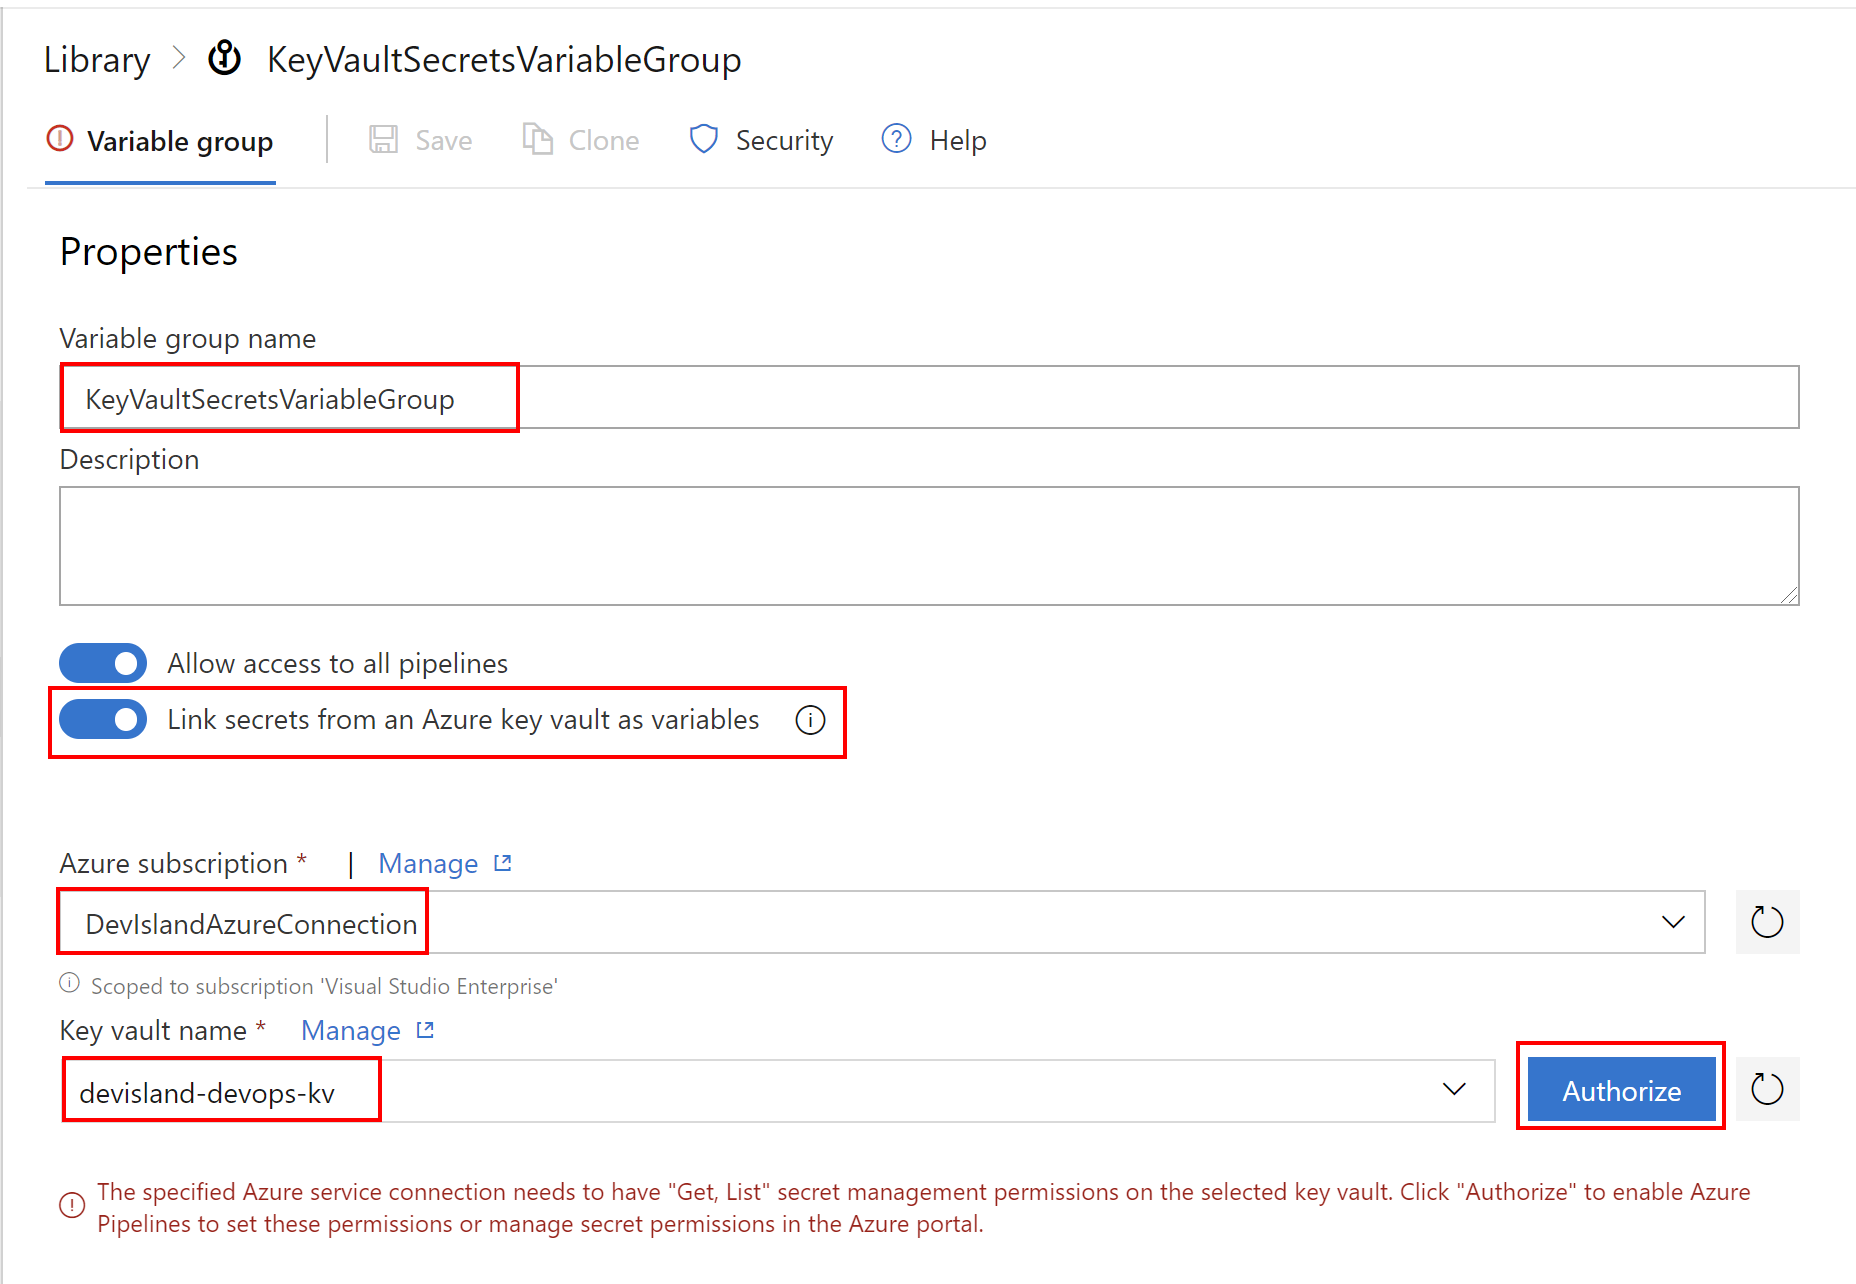 Library > KeyVaultSecretsVariableGroup
Variable group | Save Clone Security Help
Properties
Variable group name
KeyVaultSecretsVariableGroup
Description
Allow access to all pipelines
Link secrets from an Azure key vault as variables
Azure subscription * | Manage
DevIslandAzureConnection
Scoped to subscription 'Visual Studio Enterprise'
Key vault name * Manage
devisland-devops-kv
Authorize
The specified Azure service connection needs to have "Get, List" secret management permissions on the selected key vault. Click "Authorize" to enable Azure
Pipelines to set these permissions or manage secret permissions in the Azure portal.